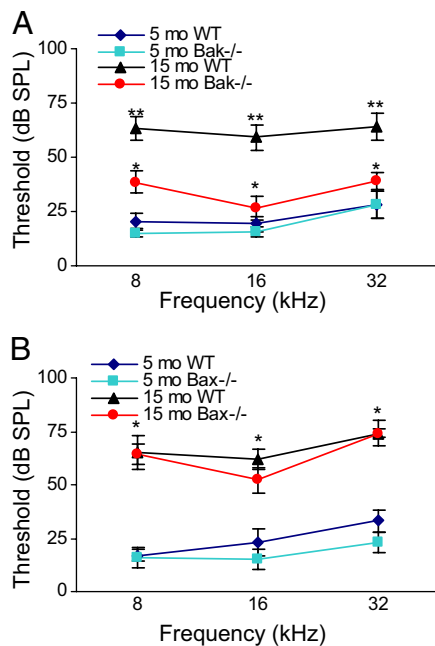 A
5 mo WT
5 mo Bak-/-
15 mo WT
15 mo Bak-/-
Threshold (dB SPL)
100
75
50
25
0
** ** **
* * *
8 16 32
Frequency (kHz)
B
5 mo WT
5 mo Bax-/-
15 mo WT
15 mo Bax-/-
Threshold (dB SPL)
100
75
50
25
0
* * *
8 16 32
Frequency (kHz)